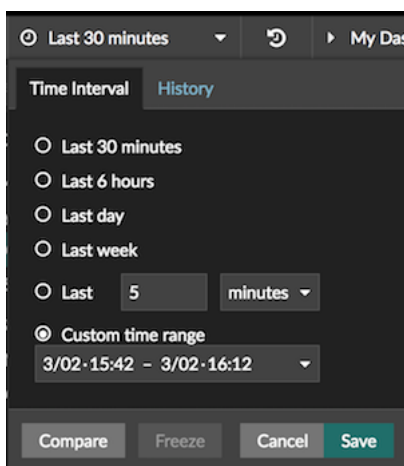 Last 30 minutes My Das
Time Interval History
Last 30 minutes
Last 6 hours
Last day
Last week
Last 5 minutes
Custom time range
3/02·15:42 – 3/02·16:12
Compare Freeze Cancel Save